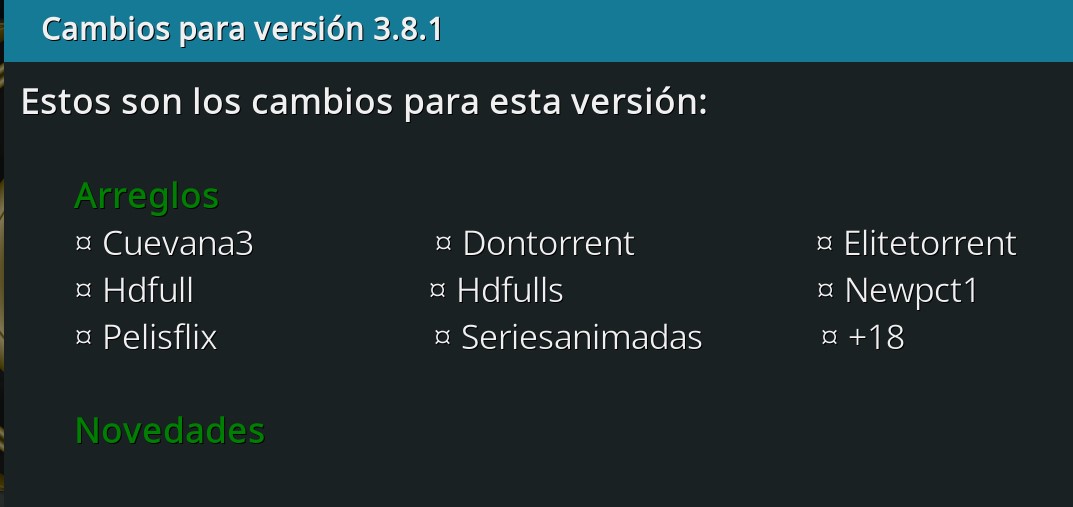 Cambios para versión 3.8.1
Estos son los cambios para esta versión:
Arreglos
¤ Cuevana3 ¤ Dontorrent ¤ Elitetorrent
¤ Hdfull ¤ Hdfulls ¤ Newpct1
¤ Pelisflix ¤ Seriesanimadas ¤ +18
Novedades